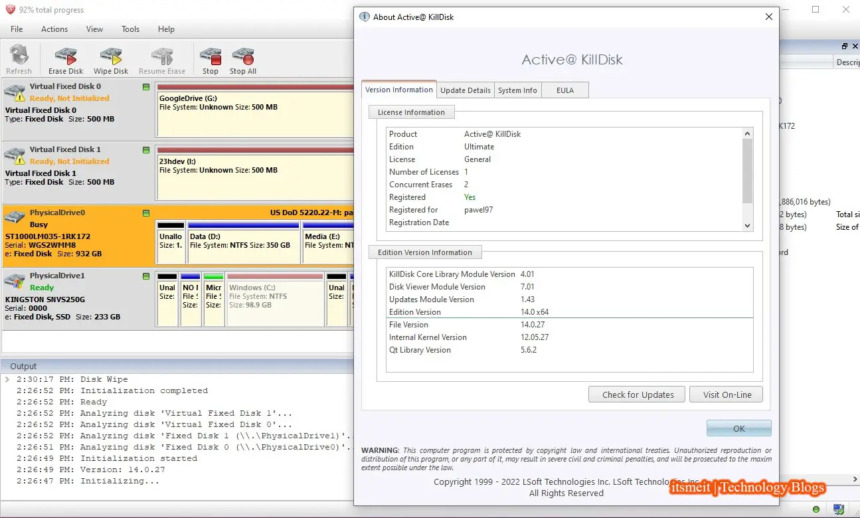 92% total progress
File Actions View Tools Help
Refresh Erase Disk Wipe Disk Resume Erase Stop Stop All
Virtual Fixed Disk 0
Ready, Not Initialized
Virtual Fixed Disk 0
Type: Fixed Disk Size: 500 MB
GoogleDrive (G:)
File System: Unknown Size: 500 MB
Virtual Fixed Disk 1
Ready, Not Initialized
Virtual Fixed Disk 1
Type: Fixed Disk Size: 500 MB
23hdev (I:)
File System: Unknown Size: 500 MB
PhysicalDrive0
Busy
ST1000LM035-1RK172
Serial: WGS2WMM8
e: Fixed Disk Size: 932 GB
US DoD 5220.22-M: pa
Unallo
Size: 1.
Data (D:)
File System: NTFS Size: 350 GB
Media (E:)
File System: NT
PhysicalDrive1
Ready
KINGSTON SNVS250G
Serial: 0000
e: Fixed Disk, SSD Size: 233 GB
Unal
Size:
NO I
File S
Size:
Micr
File S
Size:
Windows (C:)
File System: NTFS
Size: 98.9 GB
Unal
Size:
Output
2:30:17 PM: Disk Wipe
2:26:52 PM: Initialization completed
2:26:52 PM: Ready
2:26:52 PM: Analyzing disk 'Virtual Fixed Disk 1'...
2:26:52 PM: Analyzing disk 'Virtual Fixed Disk 0'...
2:26:52 PM: Analyzing disk 'Fixed Disk 1 (\\.\PhysicalDrive1)'.
2:26:51 PM: Analyzing disk 'Fixed Disk 0 (\\.\PhysicalDrive0)'.
2:26:49 PM: Initialization started
2:26:49 PM: Version: 14.0.27
2:26:47 PM: Initializing...
About Active@ KillDisk
Active@ KillDisk
Version Information Update Details System Info EULA
License Information
Product Active@ KillDisk
Edition Ultimate
License General
Number of Licenses 1
Concurrent Erases 2
Registered Yes
Registered for pawel97
Registration Date
Edition Version Information
KillDisk Core Library Module Version 4.01
Disk Viewer Module Version 7.01
Updates Module Version 1.43
Edition Version 14.0 x64
File Version 14.0.27
Internal Kernel Version 12.05.27
Qt Library Version 5.6.2
Check for Updates Visit On-Line
OK
WARNING: This computer program is protected by copyright law and international treaties. Unauthorized reproduction or
distribution of this program, or any part of it, may result in severe civil and criminal penalties, and will be prosecuted to the maxim
extent possible under the law.
Copyright 1999 - 2022 LSoft Technologies Inc. LSoft Technologies Inc.
All Rights Reserved
Descrip
K172
,886,016 bytes)
2 bytes) Total si
8 bytes) Size of
rd
itsmeit | Technology Blogs